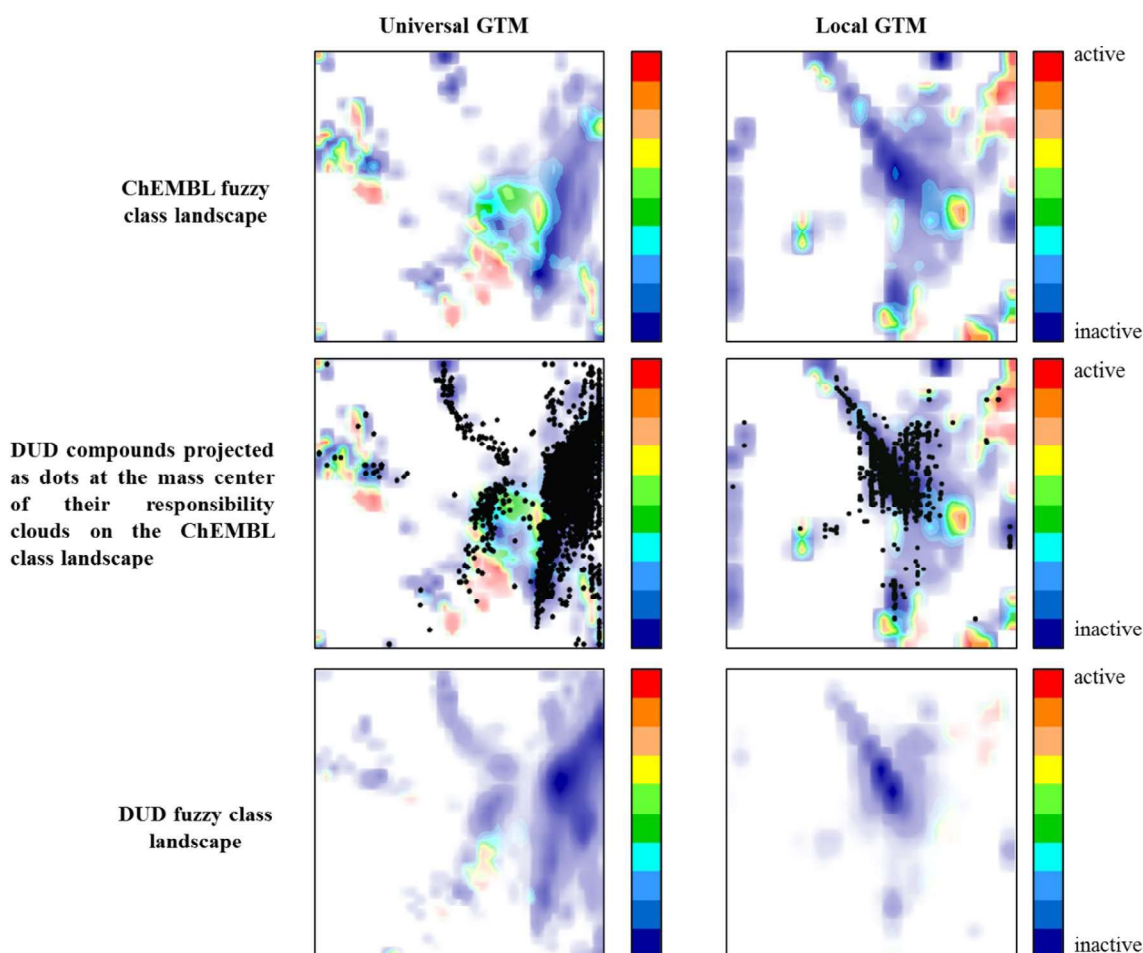 Universal GTM
Local GTM
active
ChEMBL fuzzy
class landscape
inactive
active
DUD compounds projected
as dots at the mass center
of their responsibility
clouds on the ChEMBL
class landscape
inactive
active
DUD fuzzy class
landscape
inactive